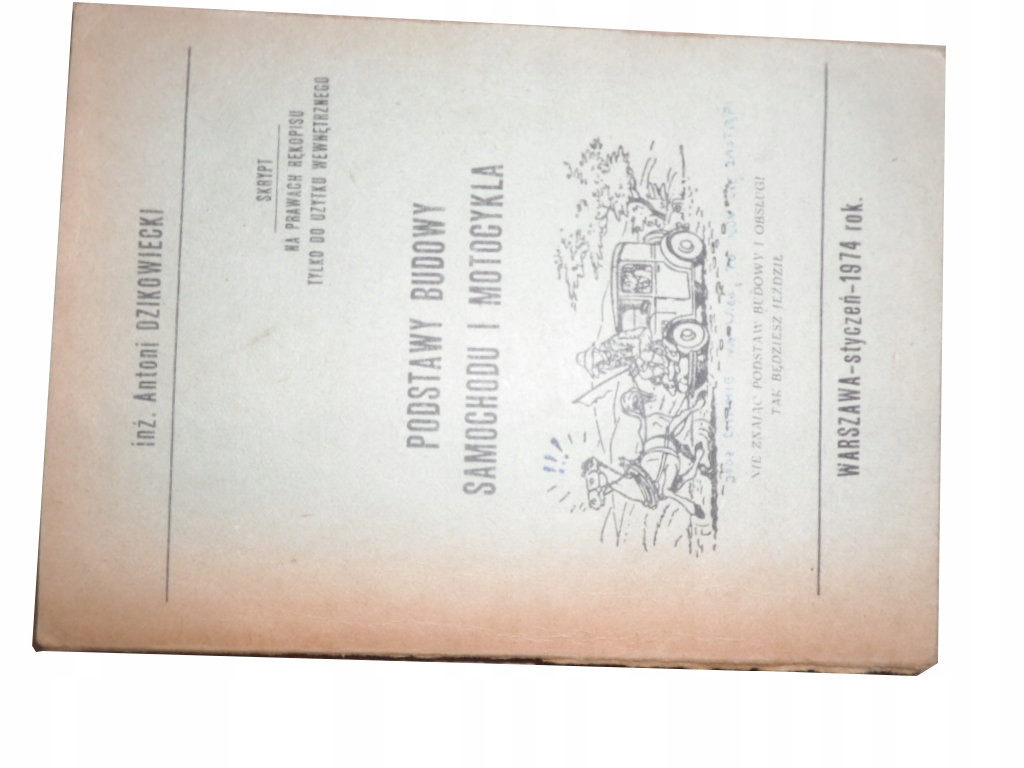 inż. Antoni DZIKOWIECKI
SKRYPT
NA PRAWACH RĘKOPISU
TYLKO DO UŻYTKU WEWNĘTRZNEGO
PODSTAWY BUDOWY
SAMOCHODU I MOTOCYKLA
!!!
NIE ZNAJĄC PODSTAW BUDOWY I OBSŁUGI
TAK BĘDZIESZ JEŹDZIŁ
WARSZAWA-styczeń-1974 rok.